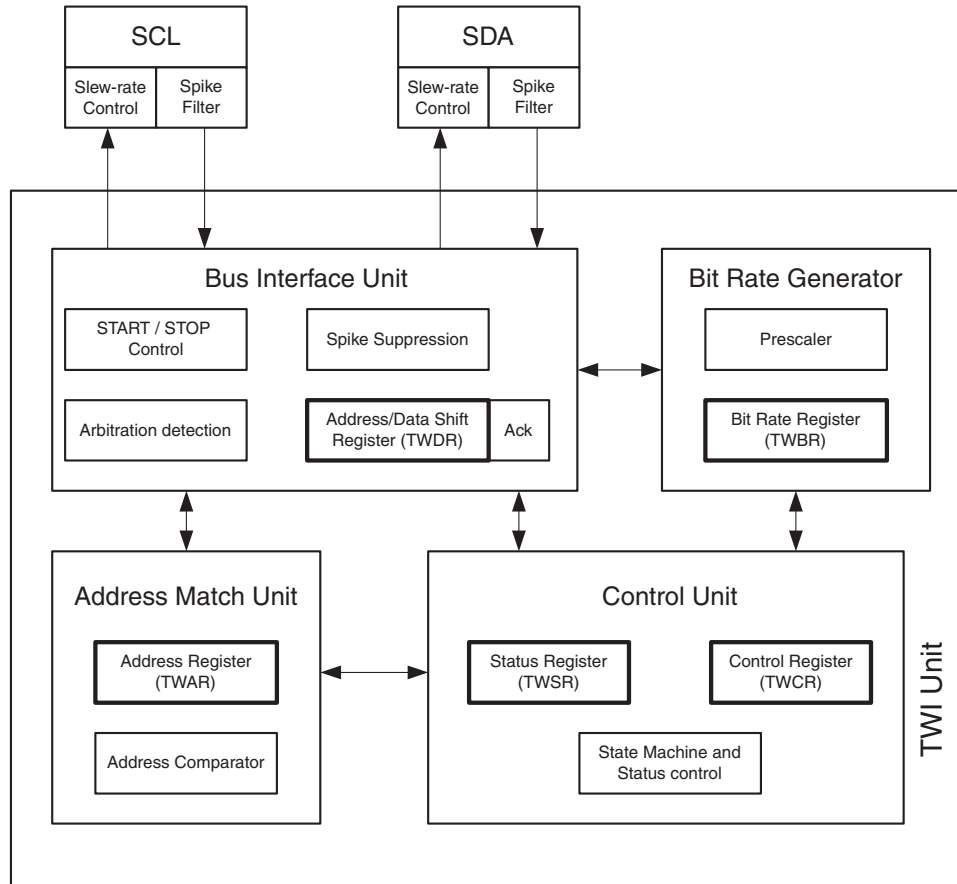 SCL
Slew-rate
Control
Spike
Filter
SDA
Slew-rate
Control
Spike
Filter
Bus Interface Unit
START / STOP
Control
Spike Suppression
Arbitration detection
Address/Data Shift
Register (TWDR)
Ack
Bit Rate Generator
Prescaler
Bit Rate Register
(TWBR)
Address Match Unit
Address Register
(TWAR)
Address Comparator
Control Unit
Status Register
(TWSR)
Control Register
(TWCR)
State Machine and
Status control
TWI Unit